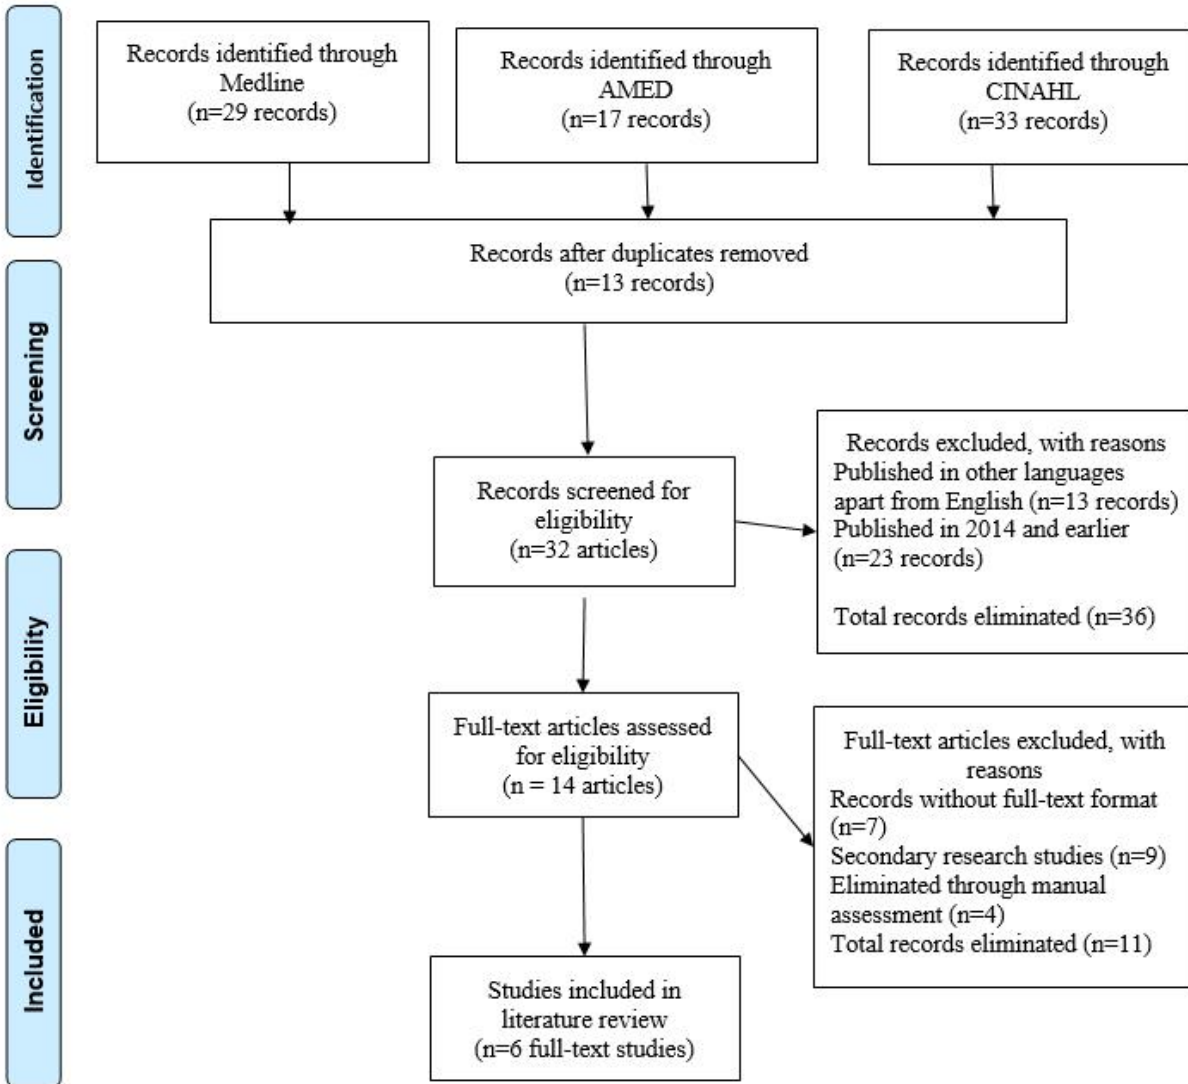 Identification
Records identified through
Medline
(n=29 records)
Records identified through
AMED
(n=17 records)
Records identified through
CINAHL
(n=33 records)
Records after duplicates removed
(n=13 records)
Screening
Records screened for
eligibility
(n=32 articles)
Records excluded, with reasons
Published in other languages
apart from English (n=13 records)
Published in 2014 and earlier
(n=23 records)
Total records eliminated (n=36)
Eligibility
Full-text articles assessed
for eligibility
(n = 14 articles)
Full-text articles excluded, with
reasons
Records without full-text format
(n=7)
Secondary research studies (n=9)
Eliminated through manual
assessment (n=4)
Total records eliminated (n=11)
Included
Studies included in
literature review
(n=6 full-text studies)